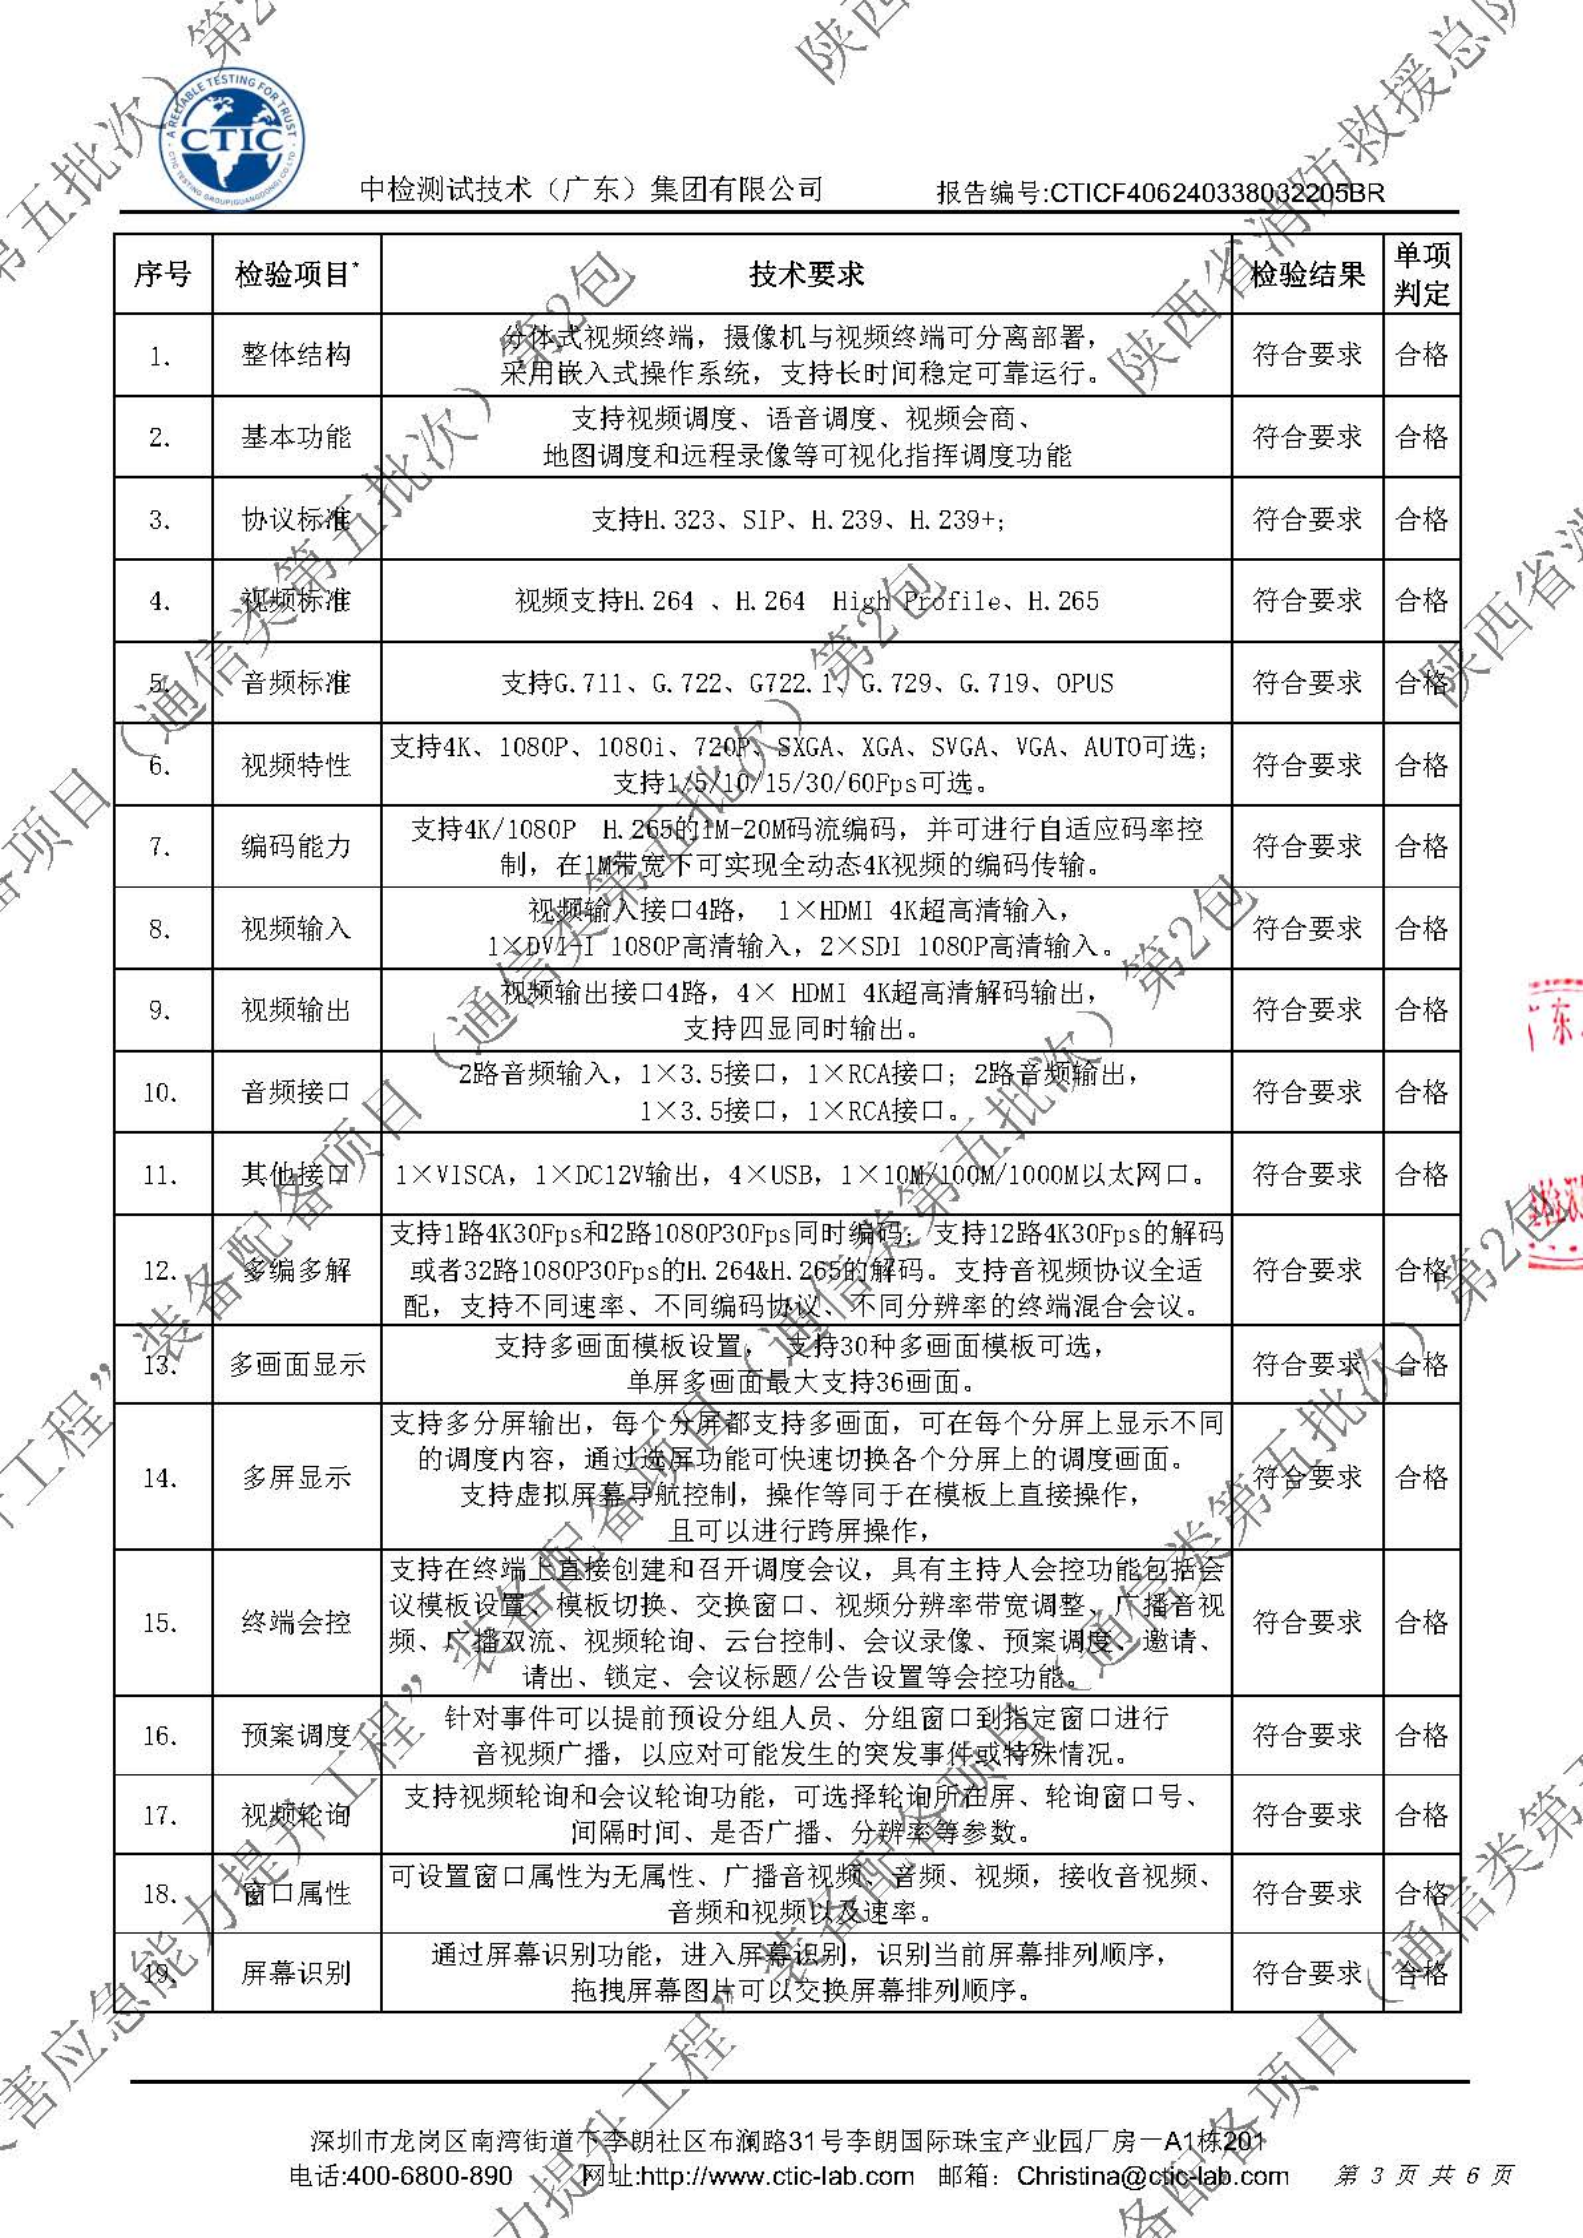 A RELIABLE TESTING FOR TRUST
CTIC
CTIC TESTING GROUP(GUANGDONG) CO.,LTD
中检测试技术（广东）集团有限公司 报告编号:CTICF406240338032205BR
序号 检验项目* 技术要求 检验结果 单项
判定
1. 整体结构 分体式视频终端，摄像机与视频终端可分离部署，
采用嵌入式操作系统，支持长时间稳定可靠运行。 符合要求 合格
2. 基本功能 支持视频调度、语音调度、视频会商、
地图调度和远程录像等可视化指挥调度功能 符合要求 合格
3. 协议标准 支持H.323、SIP、H.239、H.239+; 符合要求 合格
4. 视频标准 视频支持H.264 、H.264 High Profile、H.265 符合要求 合格
5. 音频标准 支持G.711、G.722、G722.1、G.729、G.719、OPUS 符合要求 合格
6. 视频特性 支持4K、1080P、1080i、720P、SXGA、XGA、SVGA、VGA、AUTO可选；
支持1/5/10/15/30/60Fps可选。 符合要求 合格
7. 编码能力 支持4K/1080P H.265的1M-20M码流编码，并可进行自适应码率控
制，在1M带宽下可实现全动态4K视频的编码传输。 符合要求 合格
8. 视频输入 视频输入接口4路， 1×HDMI 4K超高清输入，
1×DVI-I 1080P高清输入，2×SDI 1080P高清输入。 符合要求 合格
9. 视频输出 视频输出接口4路，4× HDMI 4K超高清解码输出，
支持四显同时输出。 符合要求 合格
10. 音频接口 2路音频输入，1×3.5接口，1×RCA接口；2路音频输出，
1×3.5接口，1×RCA接口。 符合要求 合格
11. 其他接口 1×VISCA，1×DC12V输出，4×USB，1×10M/100M/1000M以太网口。 符合要求 合格
12. 多编多解 支持1路4K30Fps和2路1080P30Fps同时编码；支持12路4K30Fps的解码
或者32路1080P30Fps的H.264&H.265的解码。支持音视频协议全适
配，支持不同速率、不同编码协议、不同分辨率的终端混合会议。 符合要求 合格
13. 多画面显示 支持多画面模板设置， 支持30种多画面模板可选，
单屏多画面最大支持36画面。 符合要求 合格
14. 多屏显示 支持多分屏输出，每个分屏都支持多画面，可在每个分屏上显示不同
的调度内容，通过选屏功能可快速切换各个分屏上的调度画面。
支持虚拟屏幕导航控制，操作等同于在模板上直接操作，
且可以进行跨屏操作， 符合要求 合格
15. 终端会控 支持在终端上直接创建和召开调度会议，具有主持人会控功能包括会
议模板设置、模板切换、交换窗口、视频分辨率带宽调整、广播音视
频、广播双流、视频轮询、云台控制、会议录像、预案调度、邀请、
请出、锁定、会议标题/公告设置等会控功能。 符合要求 合格
16. 预案调度 针对事件可以提前预设分组人员、分组窗口到指定窗口进行
音视频广播，以应对可能发生的突发事件或特殊情况。 符合要求 合格
17. 视频轮询 支持视频轮询和会议轮询功能，可选择轮询所在屏、轮询窗口号、
间隔时间、是否广播、分辨率等参数。 符合要求 合格
18. 窗口属性 可设置窗口属性为无属性、广播音视频、音频、视频，接收音视频、
音频和视频以及速率。 符合要求 合格
19. 屏幕识别 通过屏幕识别功能，进入屏幕识别，识别当前屏幕排列顺序，
拖拽屏幕图片可以交换屏幕排列顺序。 符合要求 合格
深圳市龙岗区南湾街道下李朗社区布澜路31号李朗国际珠宝产业园厂房一A1栋201
电话:400-6800-890 网址:http://www.ctic-lab.com 邮箱：Christina@ctic-lab.com 第 3 页 共 6 页
陕西省消防救援总队
害应急能力提升工程”装备配备项目（通信类第五批次）第2包